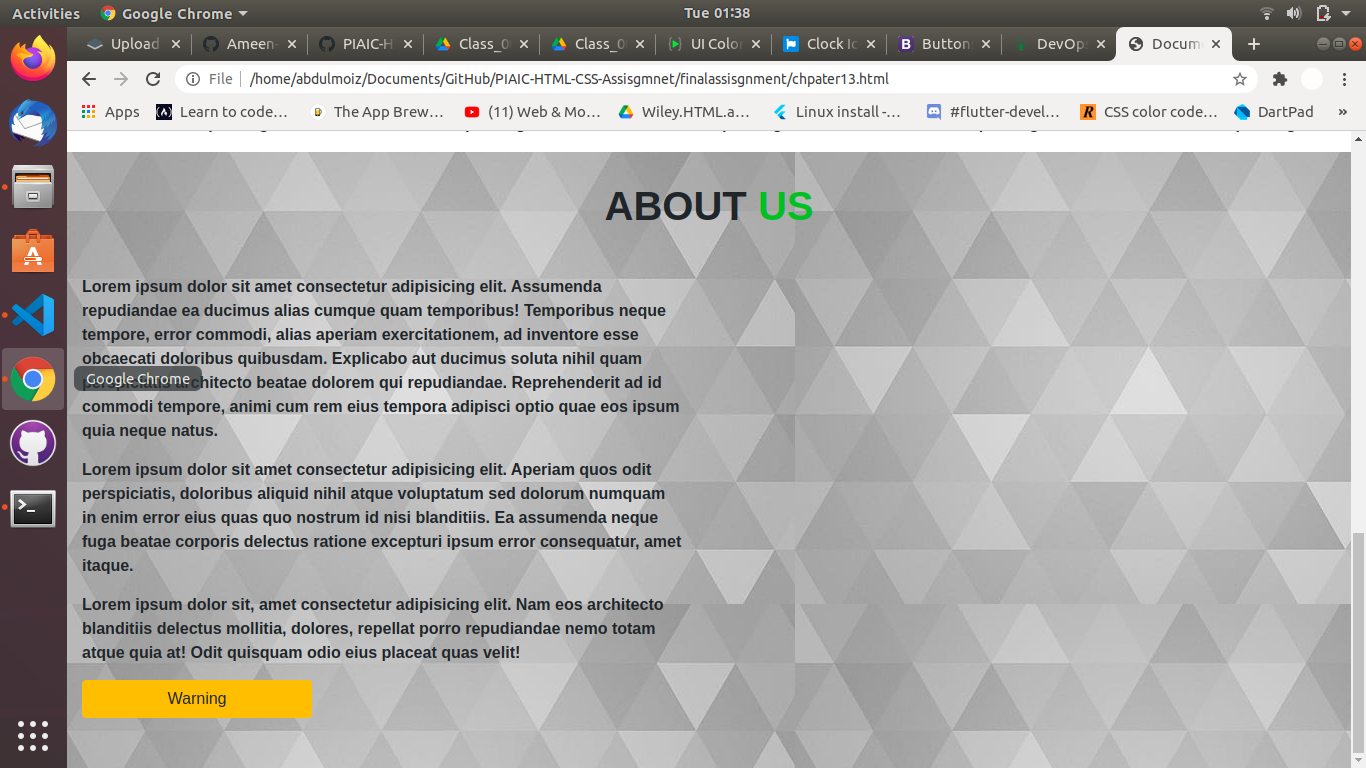 Activities
Google Chrome
Tue 01:38
Upload
Ameen-
PIAIC-H
Class_0
Class_0
UI Color
Clock Ic
Button
DevOps
Docum
File
/home/abdulmoiz/Documents/GitHub/PIAIC-HTML-CSS-Assisgmnet/finalassisgnment/chpater13.html
Apps
Learn to code…
The App Brew…
(11) Web & Mo…
Wiley.HTML.a…
Linux install -…
#flutter-devel…
CSS color code…
DartPad
»
ABOUT US
Lorem ipsum dolor sit amet consectetur adipisicing elit. Assumenda
repudiandae ea ducimus alias cumque quam temporibus! Temporibus neque
tempore, error commodi, alias aperiam exercitationem, ad inventore esse
obcaecati doloribus quibusdam. Explicabo aut ducimus soluta nihil quam
perspiciatis architecto beatae dolorem qui repudiandae. Reprehenderit ad id
Google Chrome
commodi tempore, animi cum rem eius tempora adipisci optio quae eos ipsum
quia neque natus.
Lorem ipsum dolor sit amet consectetur adipisicing elit. Aperiam quos odit
perspiciatis, doloribus aliquid nihil atque voluptatum sed dolorum numquam
in enim error eius quas quo nostrum id nisi blanditiis. Ea assumenda neque
fuga beatae corporis delectus ratione excepturi ipsum error consequatur, amet
itaque.
Lorem ipsum dolor sit, amet consectetur adipisicing elit. Nam eos architecto
blanditiis delectus mollitia, dolores, repellat porro repudiandae nemo totam
atque quia at! Odit quisquam odio eius placeat quas velit!
Warning